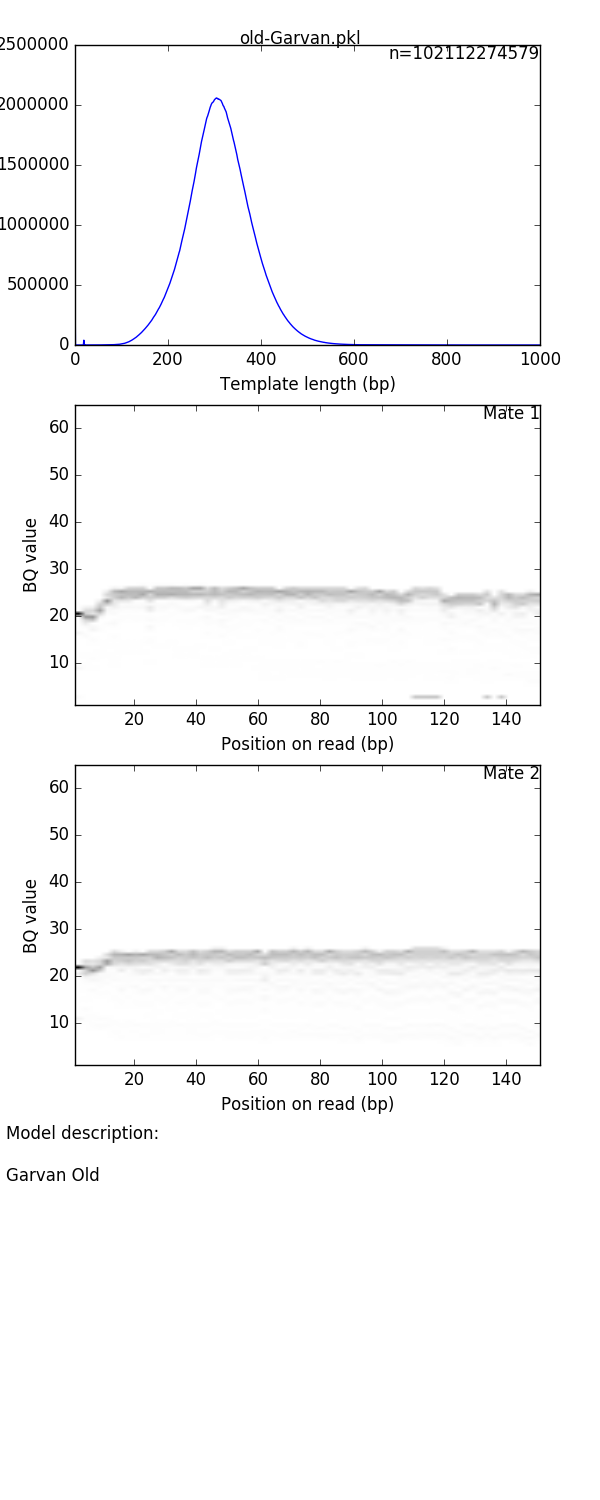 old-Garvan.pkl
n=102112274579
2500000
2000000
1500000
1000000
500000
0
0 200 400 600 800 1000
Template length (bp)
Mate 1
60
50
40
30
20
10
BQ value
20 40 60 80 100 120 140
Position on read (bp)
Mate 2
60
50
40
30
20
10
BQ value
20 40 60 80 100 120 140
Position on read (bp)
Model description:
Garvan Old